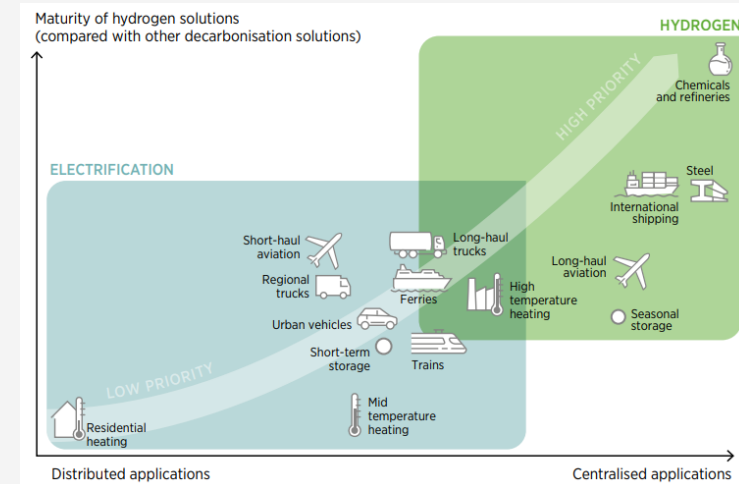 Maturity of hydrogen solutions
(compared with other decarbonisation solutions)
HYDROGEN
HIGH PRIORITY
Chemicals
and refineries
ELECTRIFICATION
Steel
International
shipping
Short-haul
aviation
Long-haul
trucks
Long-haul
aviation
Regional
trucks
Ferries
High
temperature
heating
Seasonal
storage
Urban vehicles
Short-term
storage
Trains
LOW PRIORITY
Mid
temperature
heating
Residential
heating
Distributed applications
Centralised applications